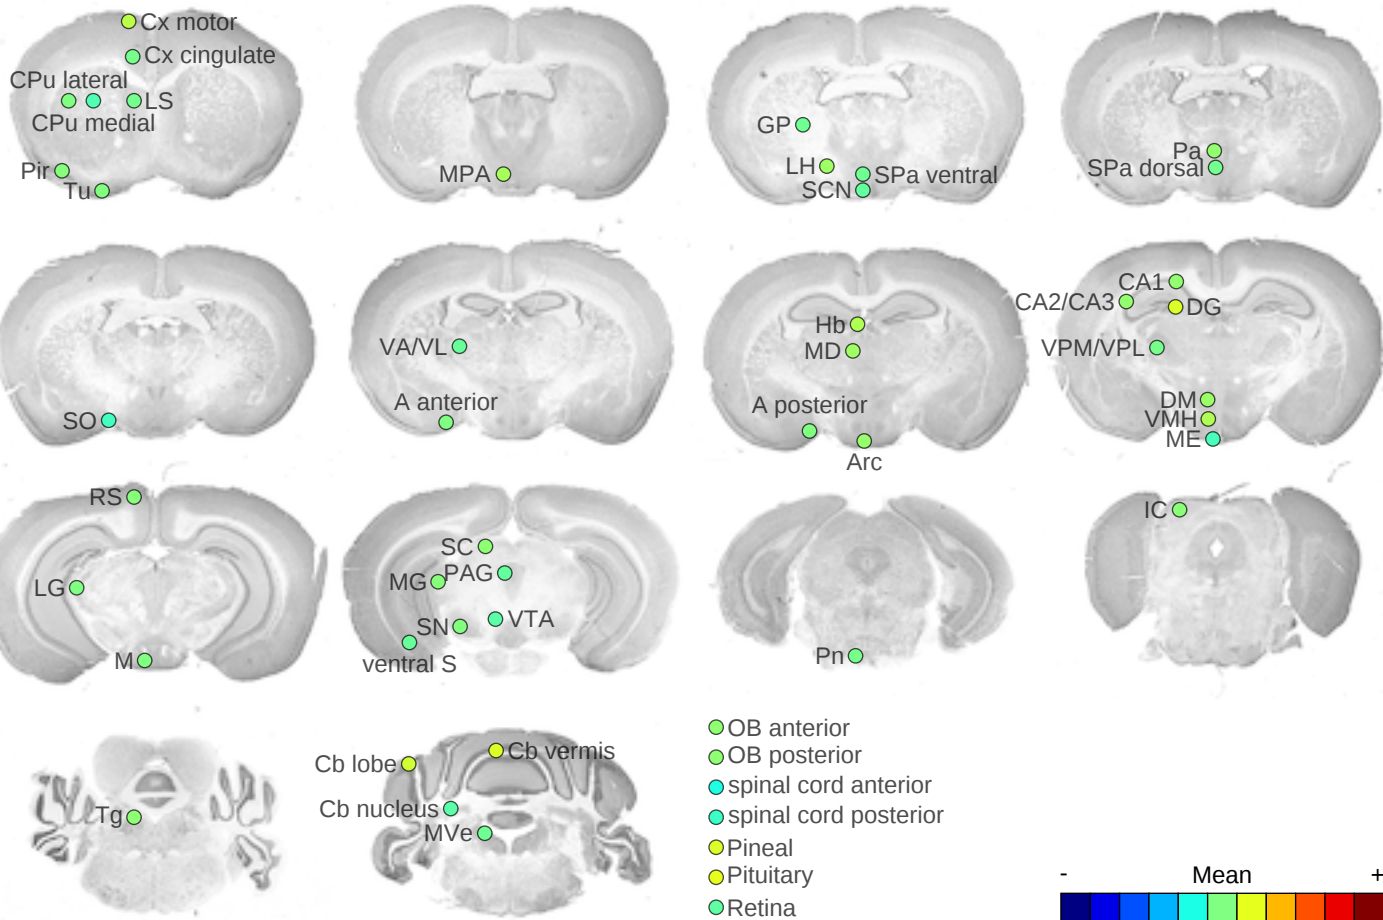 Cx motor
Cx cingulate
CPu lateral
LS
CPu medial
Pir
Tu
MPA
GP
LH
SPa ventral
SCN
Pa
SPa dorsal
SO
VA/VL
A anterior
Hb
MD
A posterior
Arc
CA1
CA2/CA3
DG
VPM/VPL
DM
VMH
ME
RS
LG
M
SC
PAG
MG
VTA
SN
ventral S
Pn
IC
Tg
Cb vermis
Cb lobe
Cb nucleus
MVe
OB anterior
OB posterior
spinal cord anterior
spinal cord posterior
Pineal
Pituitary
Retina
- Mean +